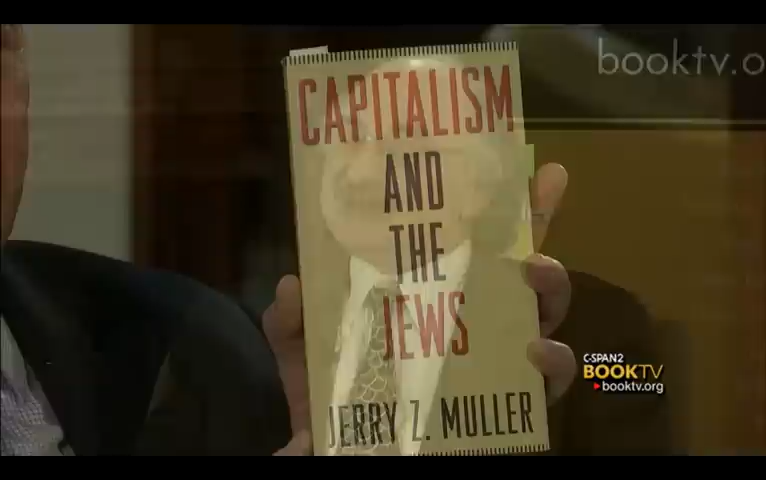 booktv.o
CAPITALISM
AND
THE
JEWS
JERRY Z. MULLER
C-SPAN2
BOOKTV
booktv.org